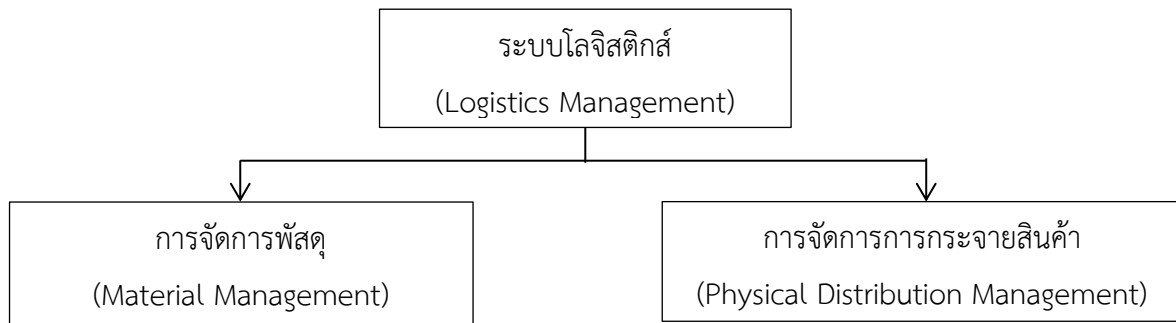 ระบบโลจิสติกส์
(Logistics Management)
การจัดการพัสดุ
(Material Management)
การจัดการการกระจายสินค้า
(Physical Distribution Management)